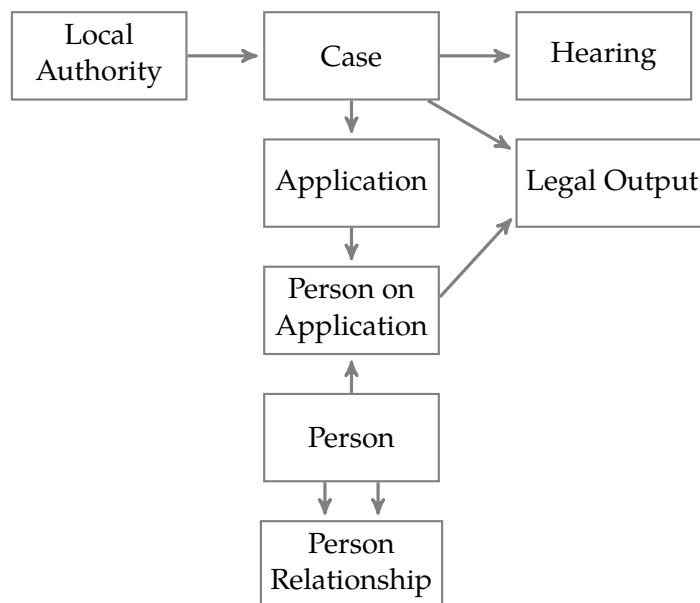 Local
Authority
Case
Hearing
Application
Legal Output
Person on
Application
Person
Person
Relationship